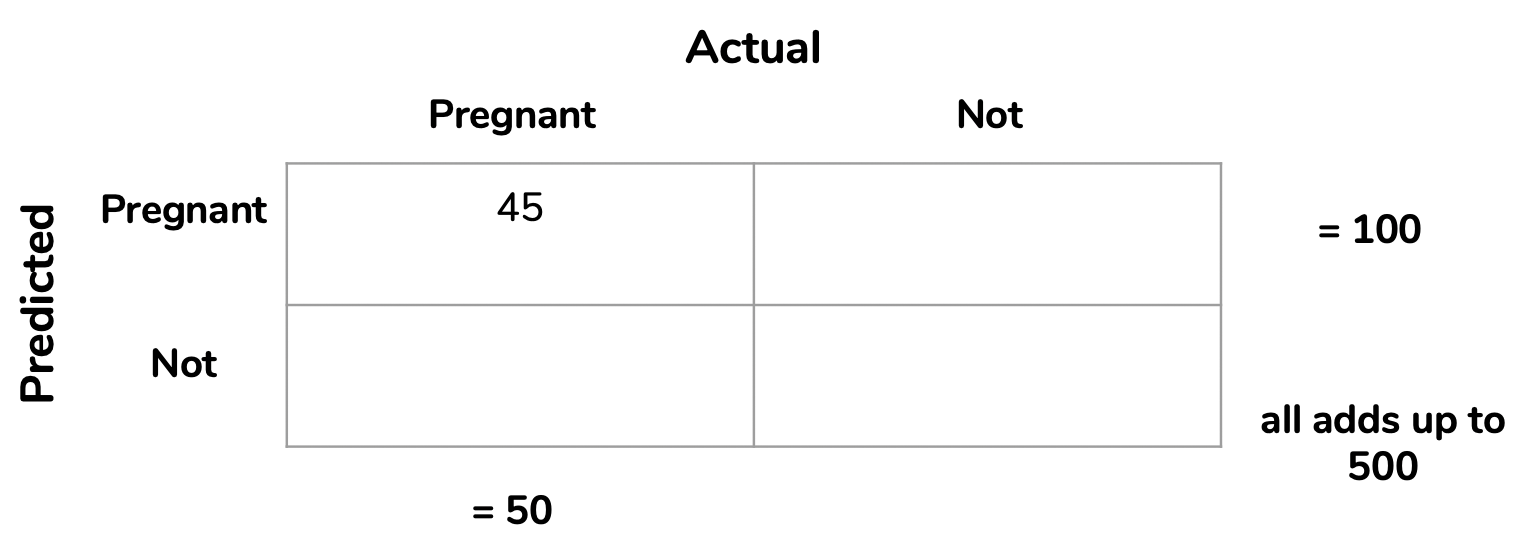 Actual
Pregnant Not
Predicted
Pregnant 45 = 100
Not
all adds up to
500
= 50